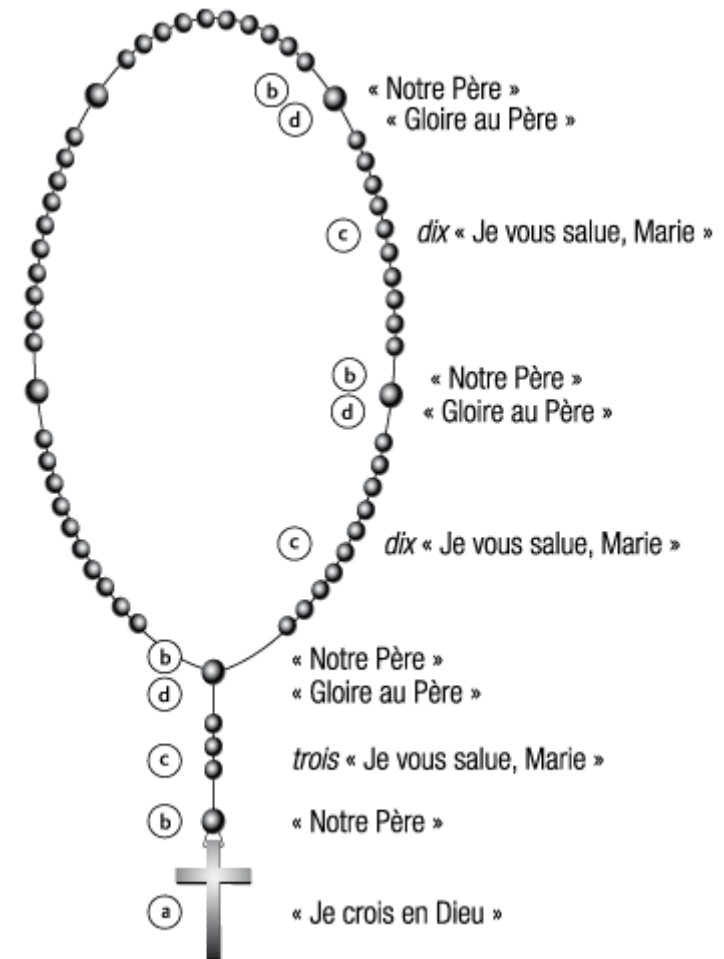 b « Notre Père »
d « Gloire au Père »
c dix « Je vous salue, Marie »
b « Notre Père »
d « Gloire au Père »
c dix « Je vous salue, Marie »
b « Notre Père »
d « Gloire au Père »
c trois « Je vous salue, Marie »
b « Notre Père »
a « Je crois en Dieu »